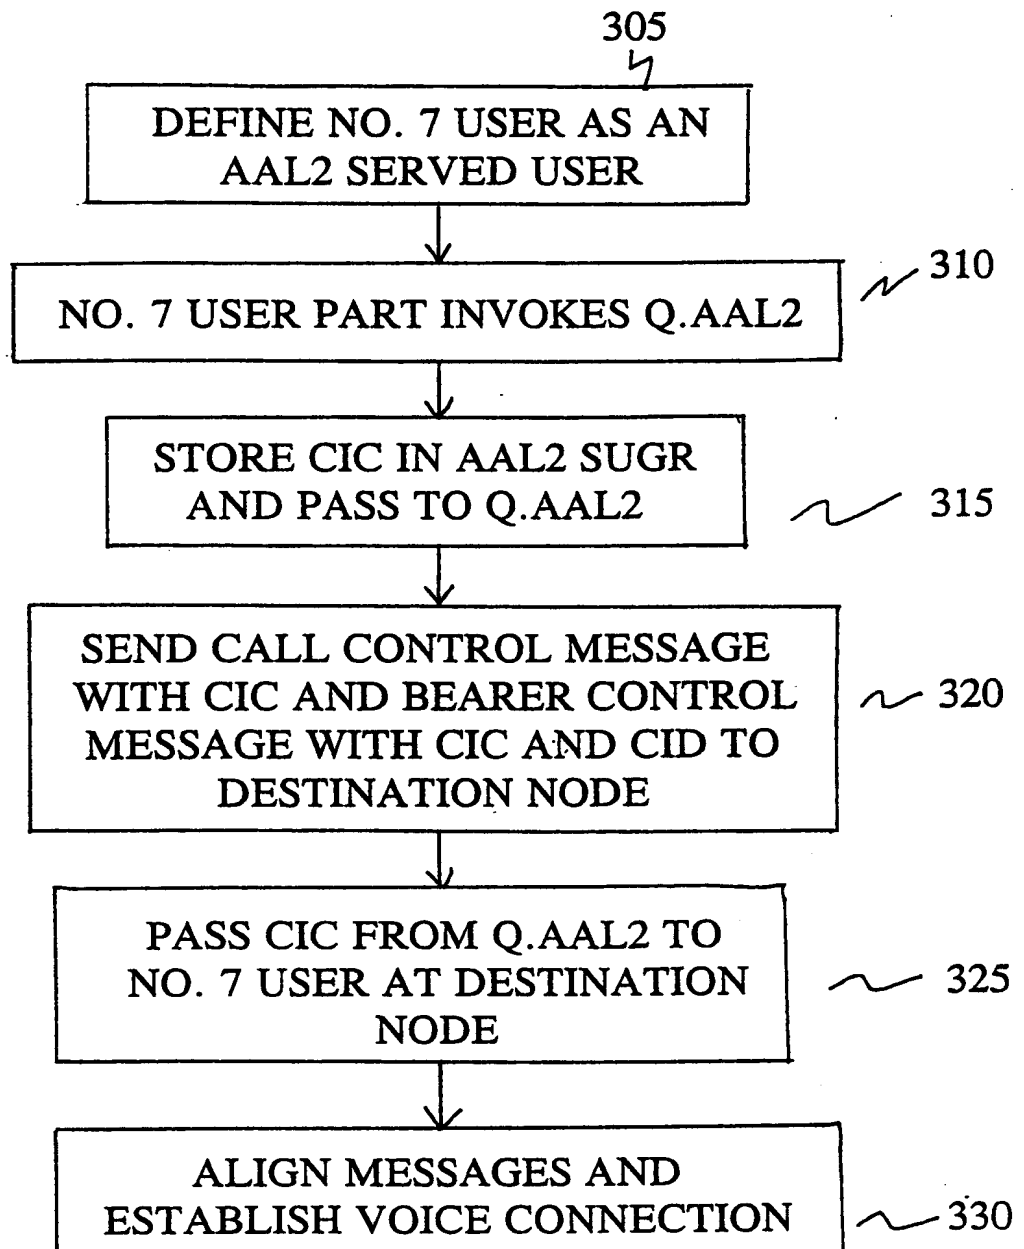 305
DEFINE NO. 7 USER AS AN
AAL2 SERVED USER
310
NO. 7 USER PART INVOKES Q.AAL2
STORE CIC IN AAL2 SUGR
AND PASS TO Q.AAL2
315
SEND CALL CONTROL MESSAGE
WITH CIC AND BEARER CONTROL
MESSAGE WITH CIC AND CID TO
DESTINATION NODE
320
PASS CIC FROM Q.AAL2 TO
NO. 7 USER AT DESTINATION
NODE
325
ALIGN MESSAGES AND
ESTABLISH VOICE CONNECTION
330